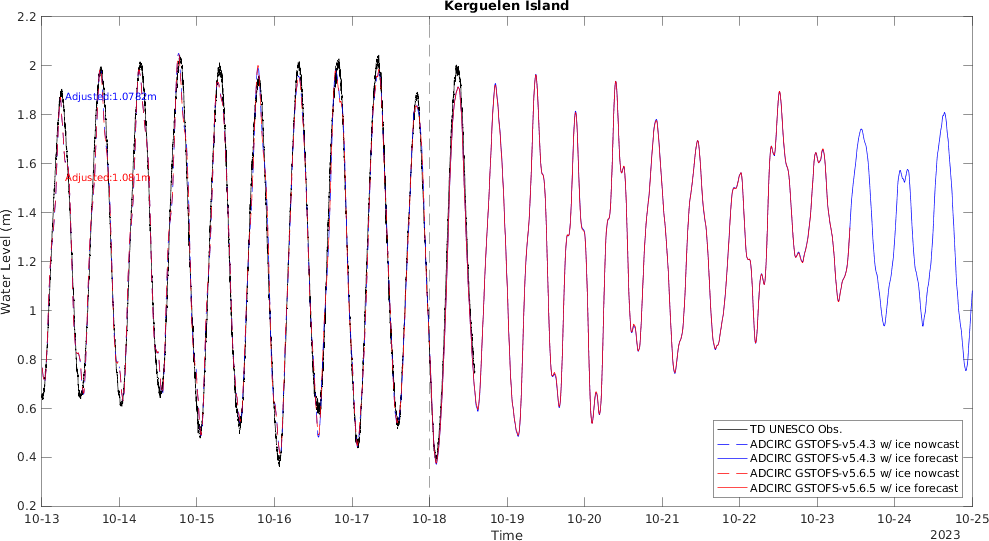 Kerguelen Island
2.2
2
1.8
1.6
1.4
1.2
1
0.8
0.6
0.4
0.2
Water Level (m)
Adjusted:1.0782m
Adjusted:1.081m
TD UNESCO Obs.
ADCIRC GSTOFS-v5.4.3 w/ ice nowcast
ADCIRC GSTOFS-v5.4.3 w/ ice forecast
ADCIRC GSTOFS-v5.6.5 w/ ice nowcast
ADCIRC GSTOFS-v5.6.5 w/ ice forecast
10-13 10-14 10-15 10-16 10-17 10-18 10-19 10-20 10-21 10-22 10-23 10-24 10-25
Time
2023